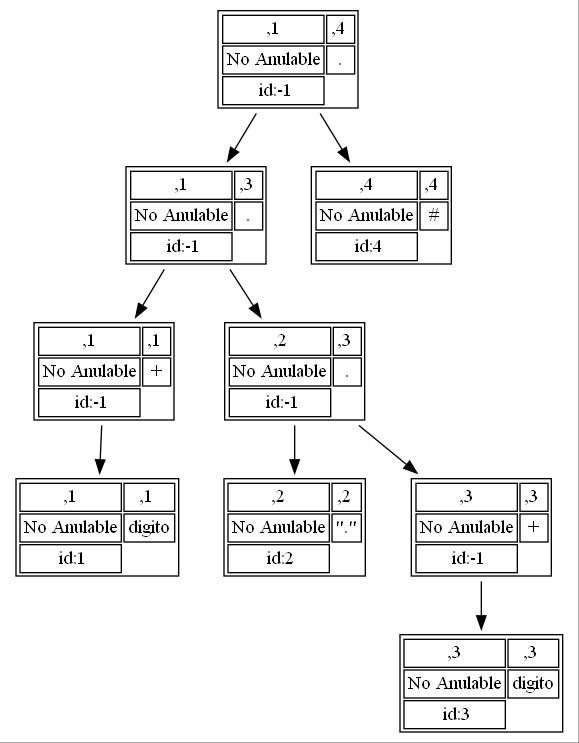 ,1 ,4
No Anulable .
id:-1
,1 ,3
No Anulable .
id:-1
,4 ,4
No Anulable #
id:4
,1 ,1
No Anulable +
id:-1
,2 ,3
No Anulable .
id:-1
,1 ,1
No Anulable digito
id:1
,2 ,2
No Anulable "."
id:2
,3 ,3
No Anulable +
id:-1
,3 ,3
No Anulable digito
id:3